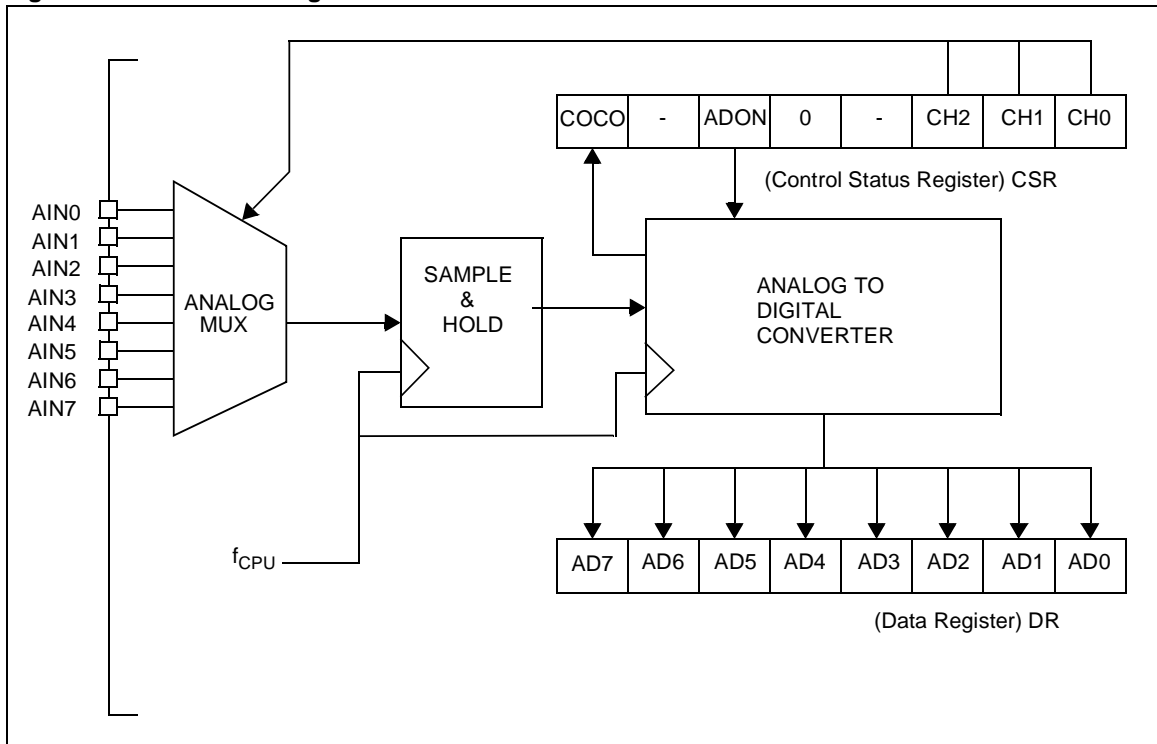 COCO - ADON 0 - CH2 CH1 CH0
(Control Status Register) CSR
AIN0
AIN1
AIN2
AIN3
AIN4
AIN5
AIN6
AIN7
ANALOG
MUX
SAMPLE
&
HOLD
ANALOG TO
DIGITAL
CONVERTER
fCPU
AD7 AD6 AD5 AD4 AD3 AD2 AD1 AD0
(Data Register) DR